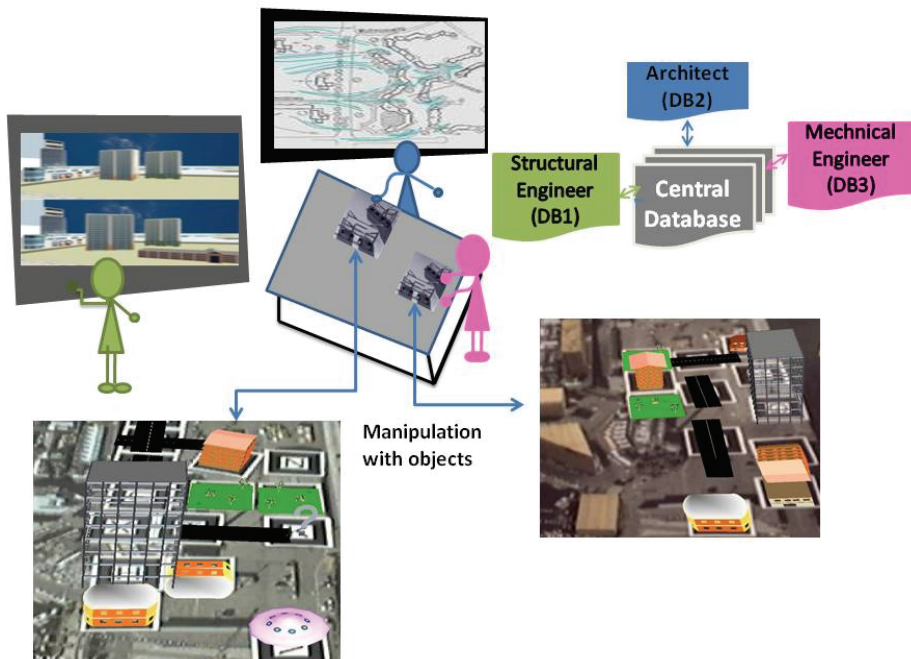 Architect
(DB2)
Structural
Engineer
(DB1)
Central
Database
Mechnical
Engineer
(DB3)
Manipulation
with objects
?